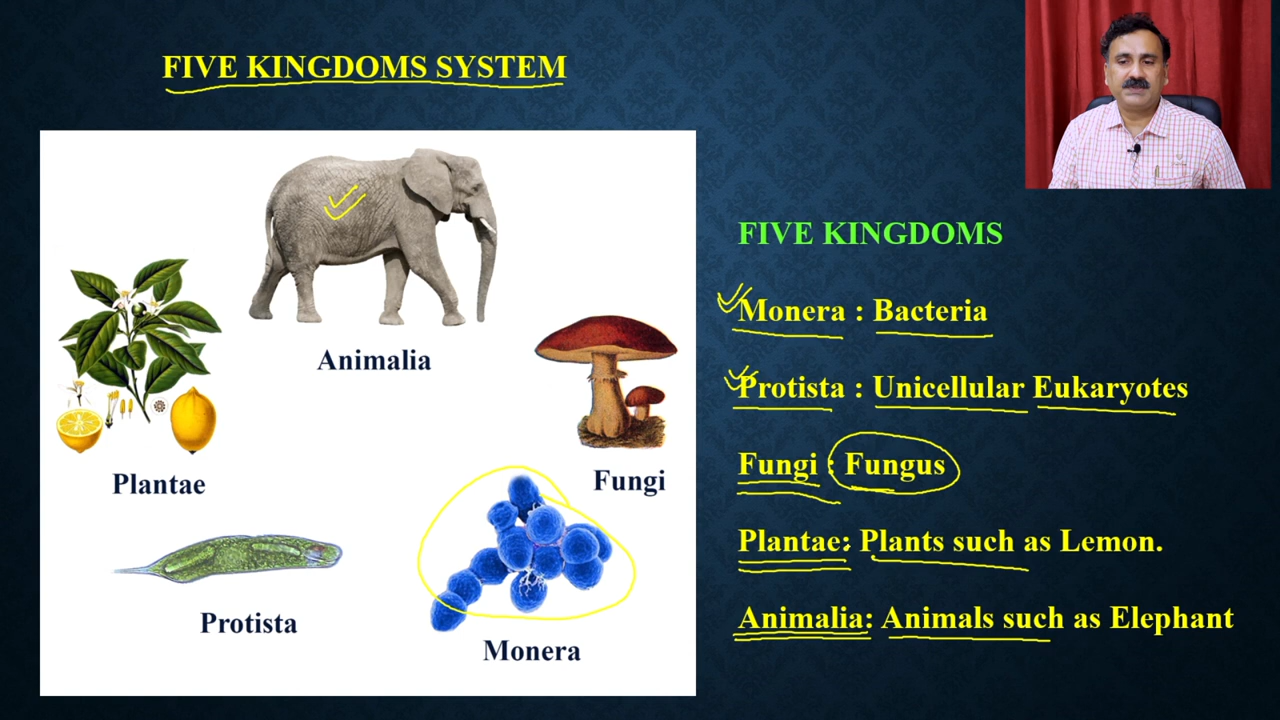 FIVE KINGDOMS SYSTEM
Animalia
Plantae
Fungi
Protista
Monera
FIVE KINGDOMS
Monera : Bacteria
Protista : Unicellular Eukaryotes
Fungi : Fungus
Plantae: Plants such as Lemon.
Animalia: Animals such as Elephant